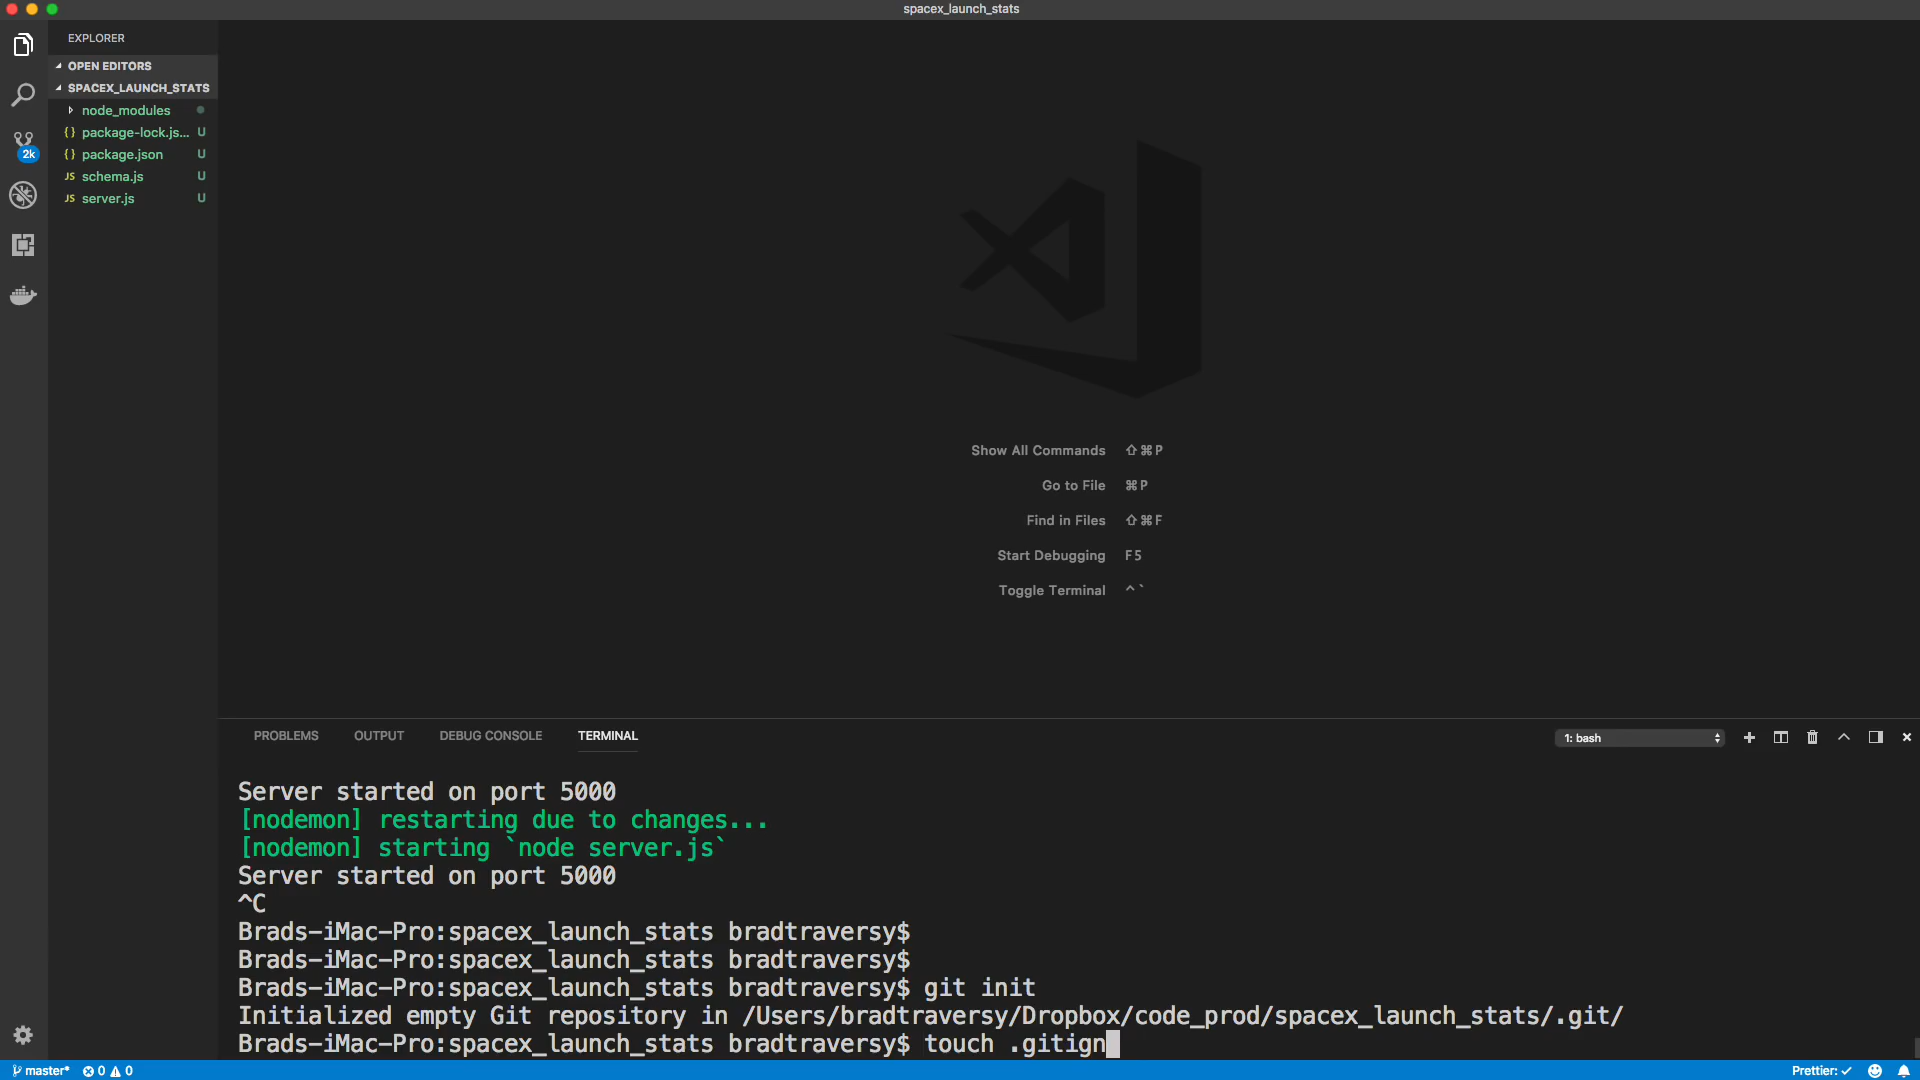 spacex_launch_stats
EXPLORER
OPEN EDITORS
SPACEX_LAUNCH_STATS
node_modules
{} package-lock.js... U
{} package.json U
JS schema.js U
JS server.js U
2k
Show All Commands ⇧⌘P
Go to File ⌘P
Find in Files ⇧⌘F
Start Debugging F5
Toggle Terminal ^`
PROBLEMS OUTPUT DEBUG CONSOLE TERMINAL 1: bash
Server started on port 5000
[nodemon] restarting due to changes...
[nodemon] starting `node server.js`
Server started on port 5000
^C
Brads-iMac-Pro:spacex_launch_stats bradtraversy$
Brads-iMac-Pro:spacex_launch_stats bradtraversy$
Brads-iMac-Pro:spacex_launch_stats bradtraversy$ git init
Initialized empty Git repository in /Users/bradtraversy/Dropbox/code_prod/spacex_launch_stats/.git/
Brads-iMac-Pro:spacex_launch_stats bradtraversy$ touch .gitign
master* 0 0 Prettier: ✓